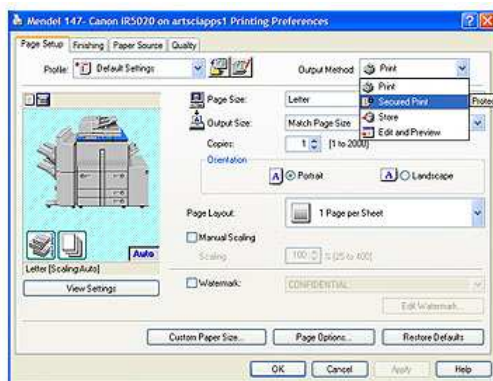 Mendel 147- Canon iR5020 on artsciapps1 Printing Preferences
Page Setup Finishing Paper Source Quality
Profile: Default Settings Output Method: Print
Print
Secured Print
Store
Edit and Preview
Page Size: Letter
Output Size: Match Page Size
Copies: 1 [1 to 2000]
Orientation
A Portrait A Landscape
Page Layout: 1 Page per Sheet
Manual Scaling
Scaling: 100 % [25 to 400]
Auto
Letter [Scaling:Auto]
View Settings
Watermark: CONFIDENTIAL
Edit Watermark...
Custom Paper Size... Page Options... Restore Defaults
OK Cancel Apply Help